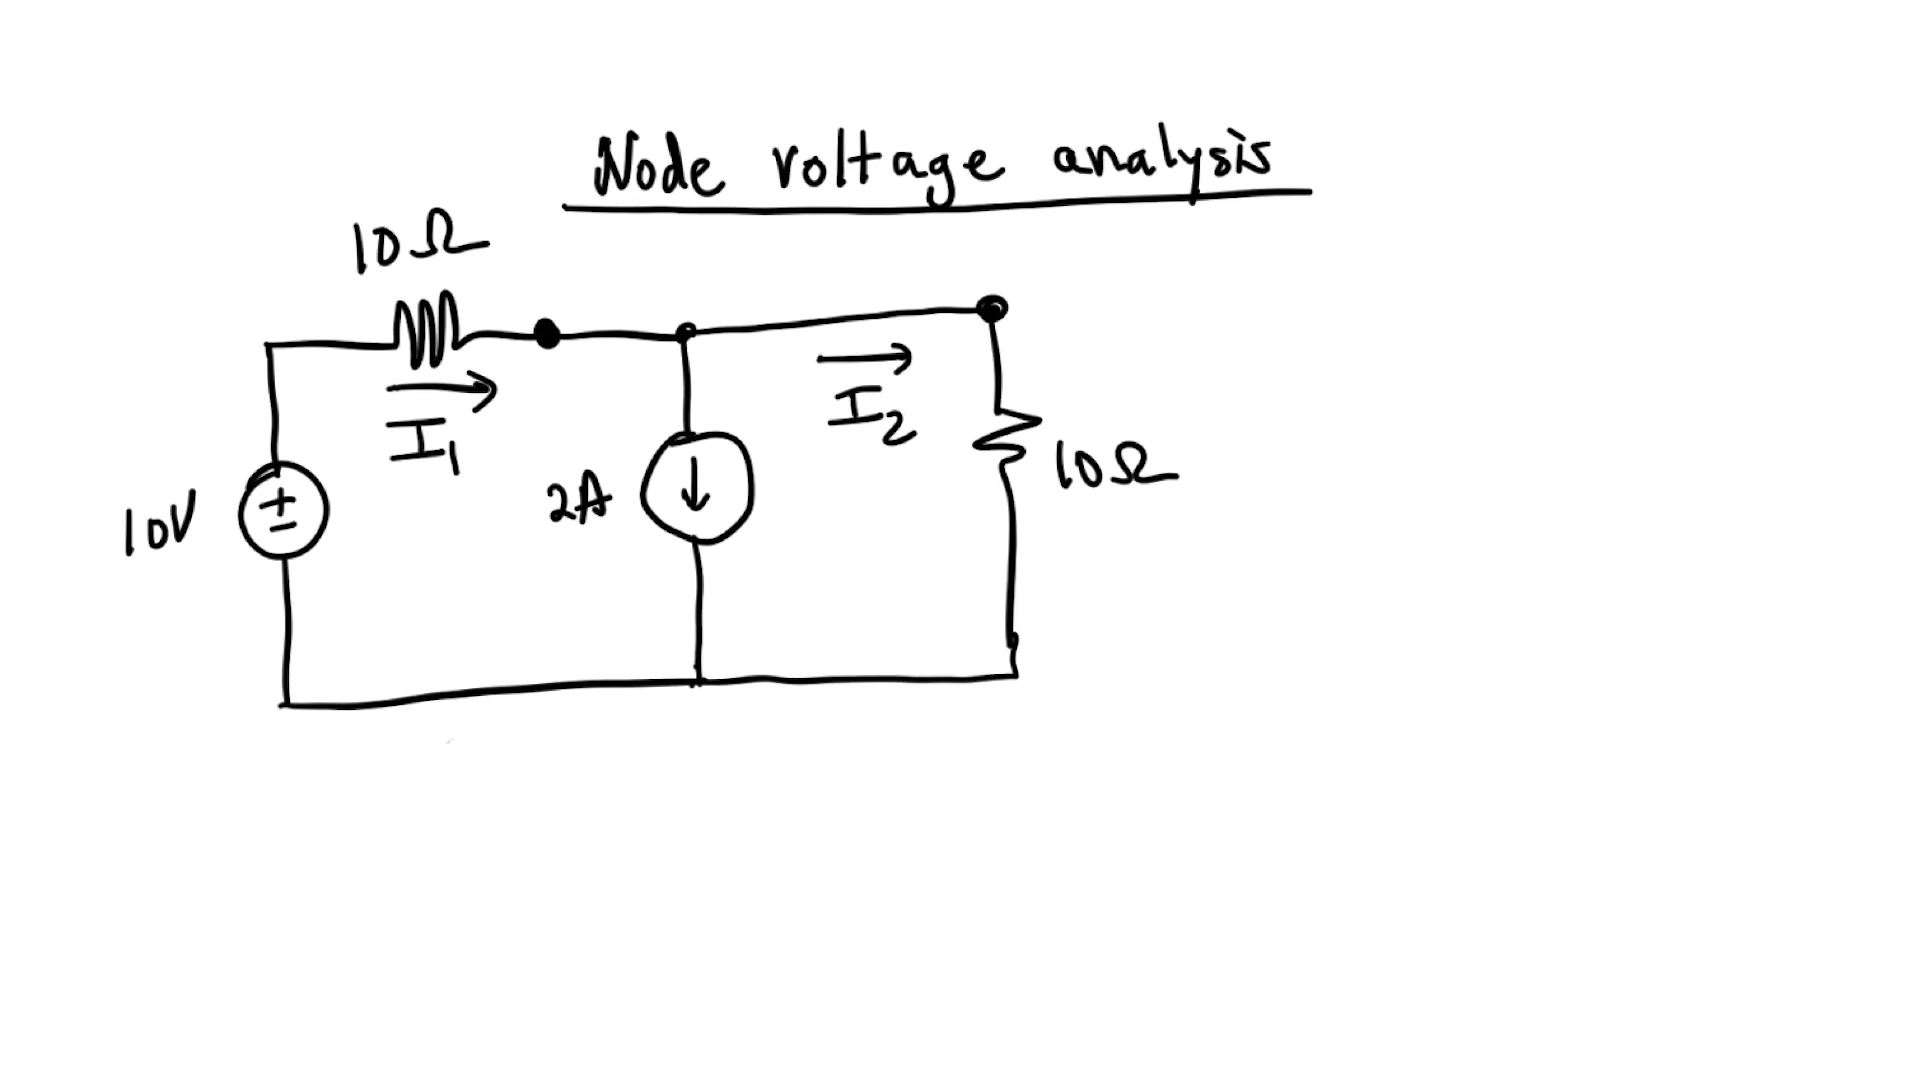 Node voltage analysis
10Ω
I₁
I₂
10V
+
−
2A
10Ω